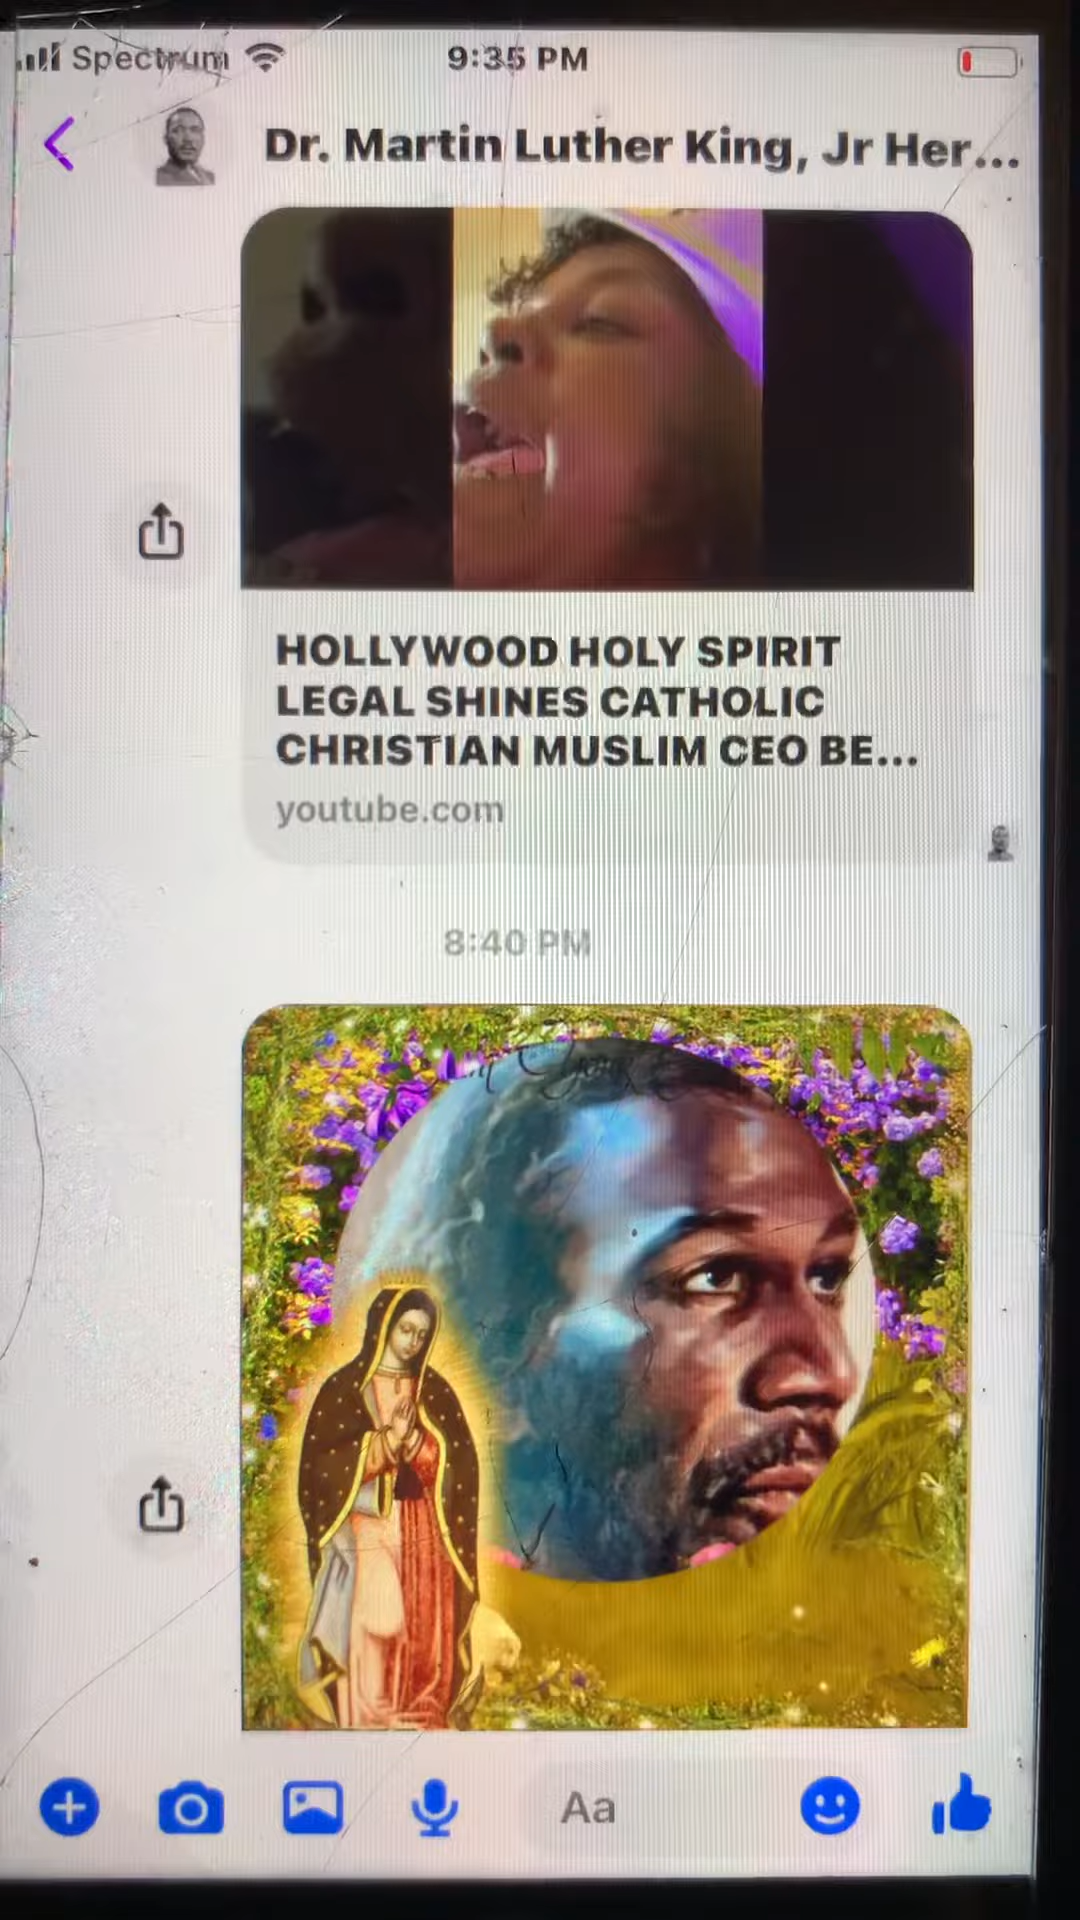 Spectrum 9:35 PM
Dr. Martin Luther King, Jr Her...
HOLLYWOOD HOLY SPIRIT
LEGAL SHINES CATHOLIC
CHRISTIAN MUSLIM CEO BE...
youtube.com
8:40 PM
Aa